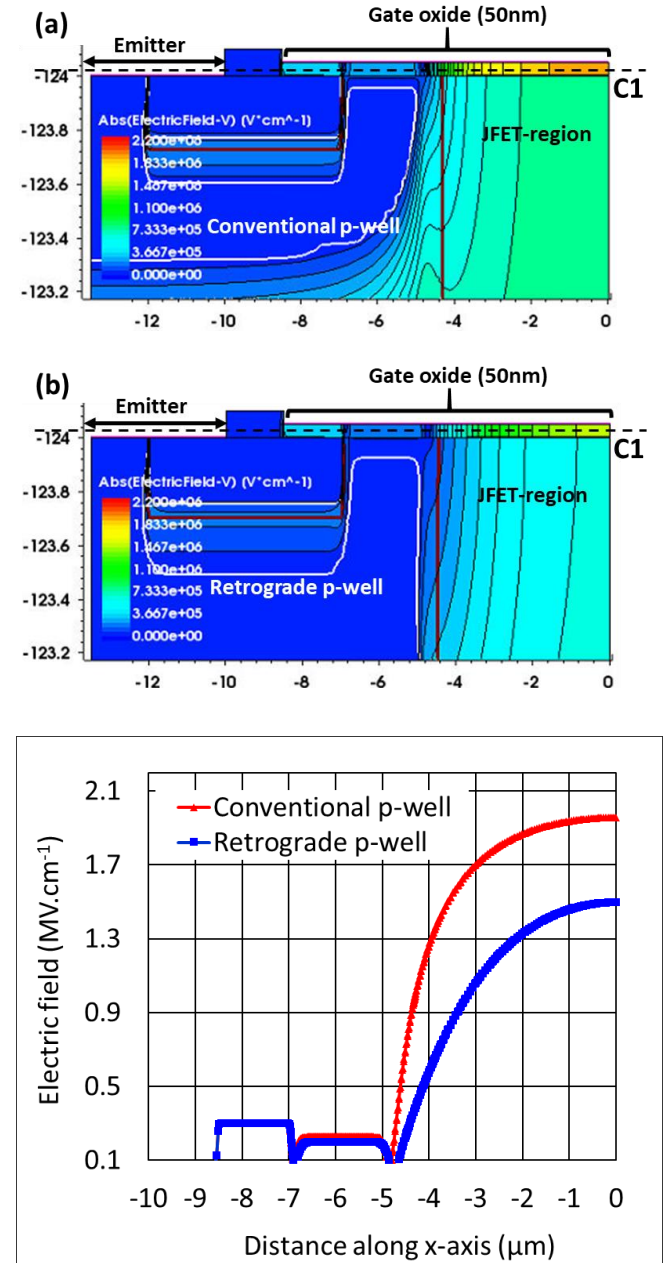 (a)
Gate oxide (50nm)
Emitter
-124
C1
Abs(ElectricField-V) (V*cm^-1)
-123.8
2.200e+06
1.833e+06
JFET-region
-123.6
1.467e+06
1.100e+06
7.333e+05
-123.4
3.667e+05
0.000e+00
Conventional p-well
-123.2
-12 -10 -8 -6 -4 -2 0
(b)
Gate oxide (50nm)
Emitter
-124
C1
Abs(ElectricField-V) (V*cm^-1)
-123.8
2.200e+06
1.833e+06
JFET-region
-123.6
1.467e+06
1.100e+06
7.333e+05
-123.4
3.667e+05
0.000e+00
Retrograde p-well
-123.2
-12 -10 -8 -6 -4 -2 0
Electric field (MV.cm-1)
2.1
1.7
1.3
0.9
0.5
0.1
Conventional p-well
Retrograde p-well
-10 -9 -8 -7 -6 -5 -4 -3 -2 -1 0
Distance along x-axis (μm)